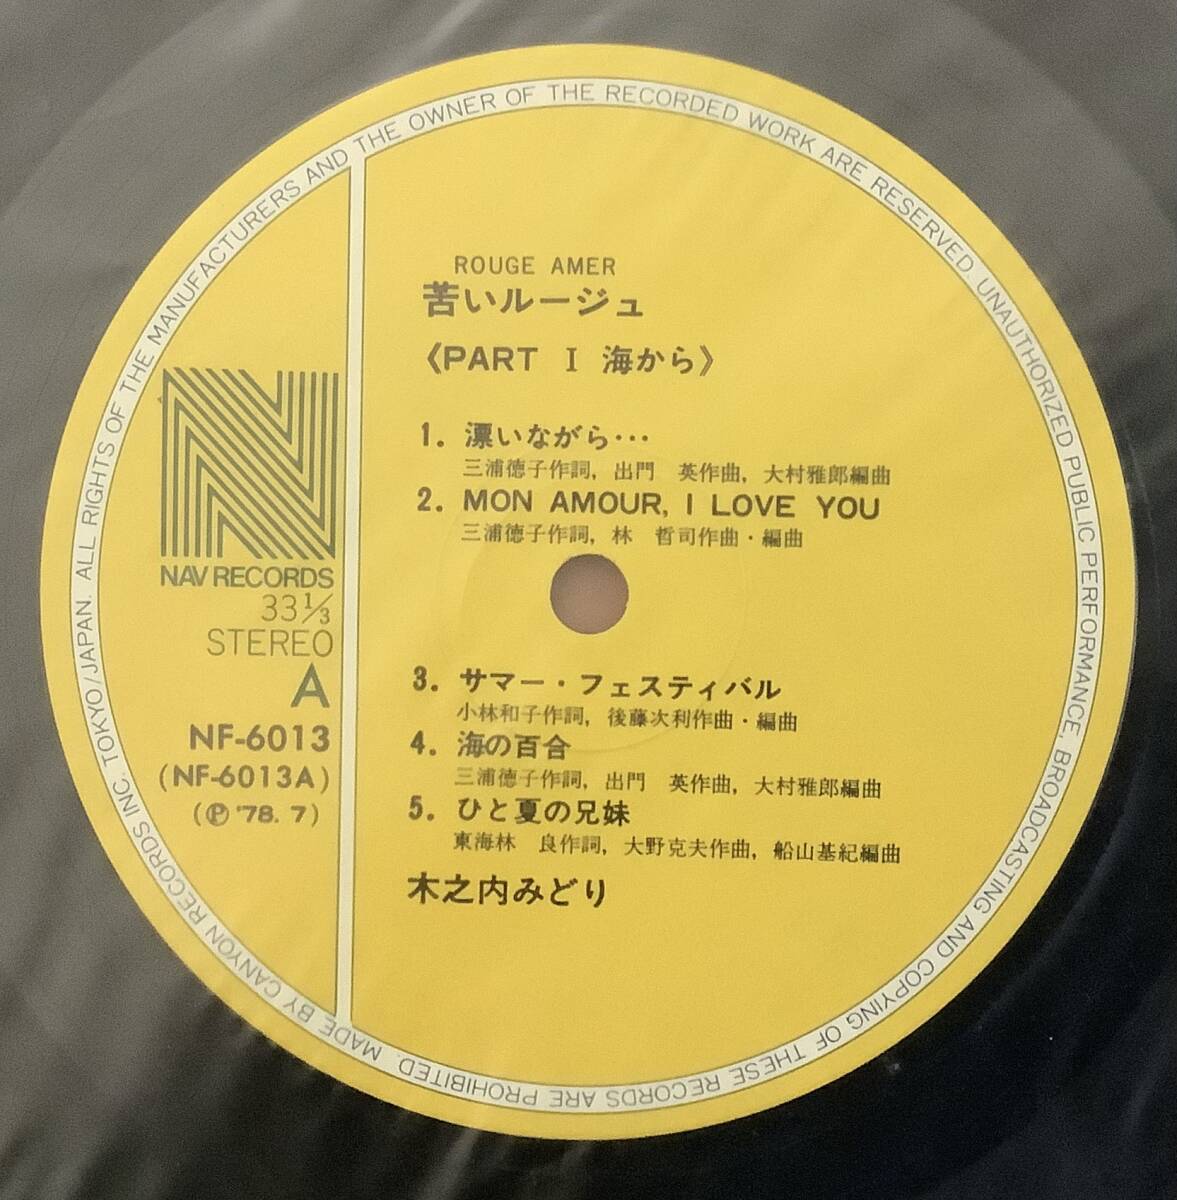 ALL RIGHTS OF THE MANUFACTURERS AND THE OWNER OF THE RECORDED WORK ARE RESERVED. UNAUTHORIZED PUBLIC PERFORMANCE, BROADCASTING AND COPYING OF THESE RECORDS ARE PROHIBITED. MADE BY CANYON RECORDS INC. TOKYO/JAPAN.
ROUGE AMER
苦いルージュ
《PART I 海から》
1. 漂いながら…
三浦徳子作詞, 出門 英作曲, 大村雅郎編曲
2. MON AMOUR, I LOVE YOU
三浦徳子作詞, 林 哲司作曲・編曲
3. サマー・フェスティバル
小林和子作詞, 後藤次利作曲・編曲
4. 海の百合
三浦徳子作詞, 出門 英作曲, 大村雅郎編曲
5. ひと夏の兄妹
東海林 良作詞, 大野克夫作曲, 船山基紀編曲
木之内みどり
N
NAV RECORDS
33⅓
STEREO
A
NF-6013
(NF-6013A)
(Ⓟ '78. 7)